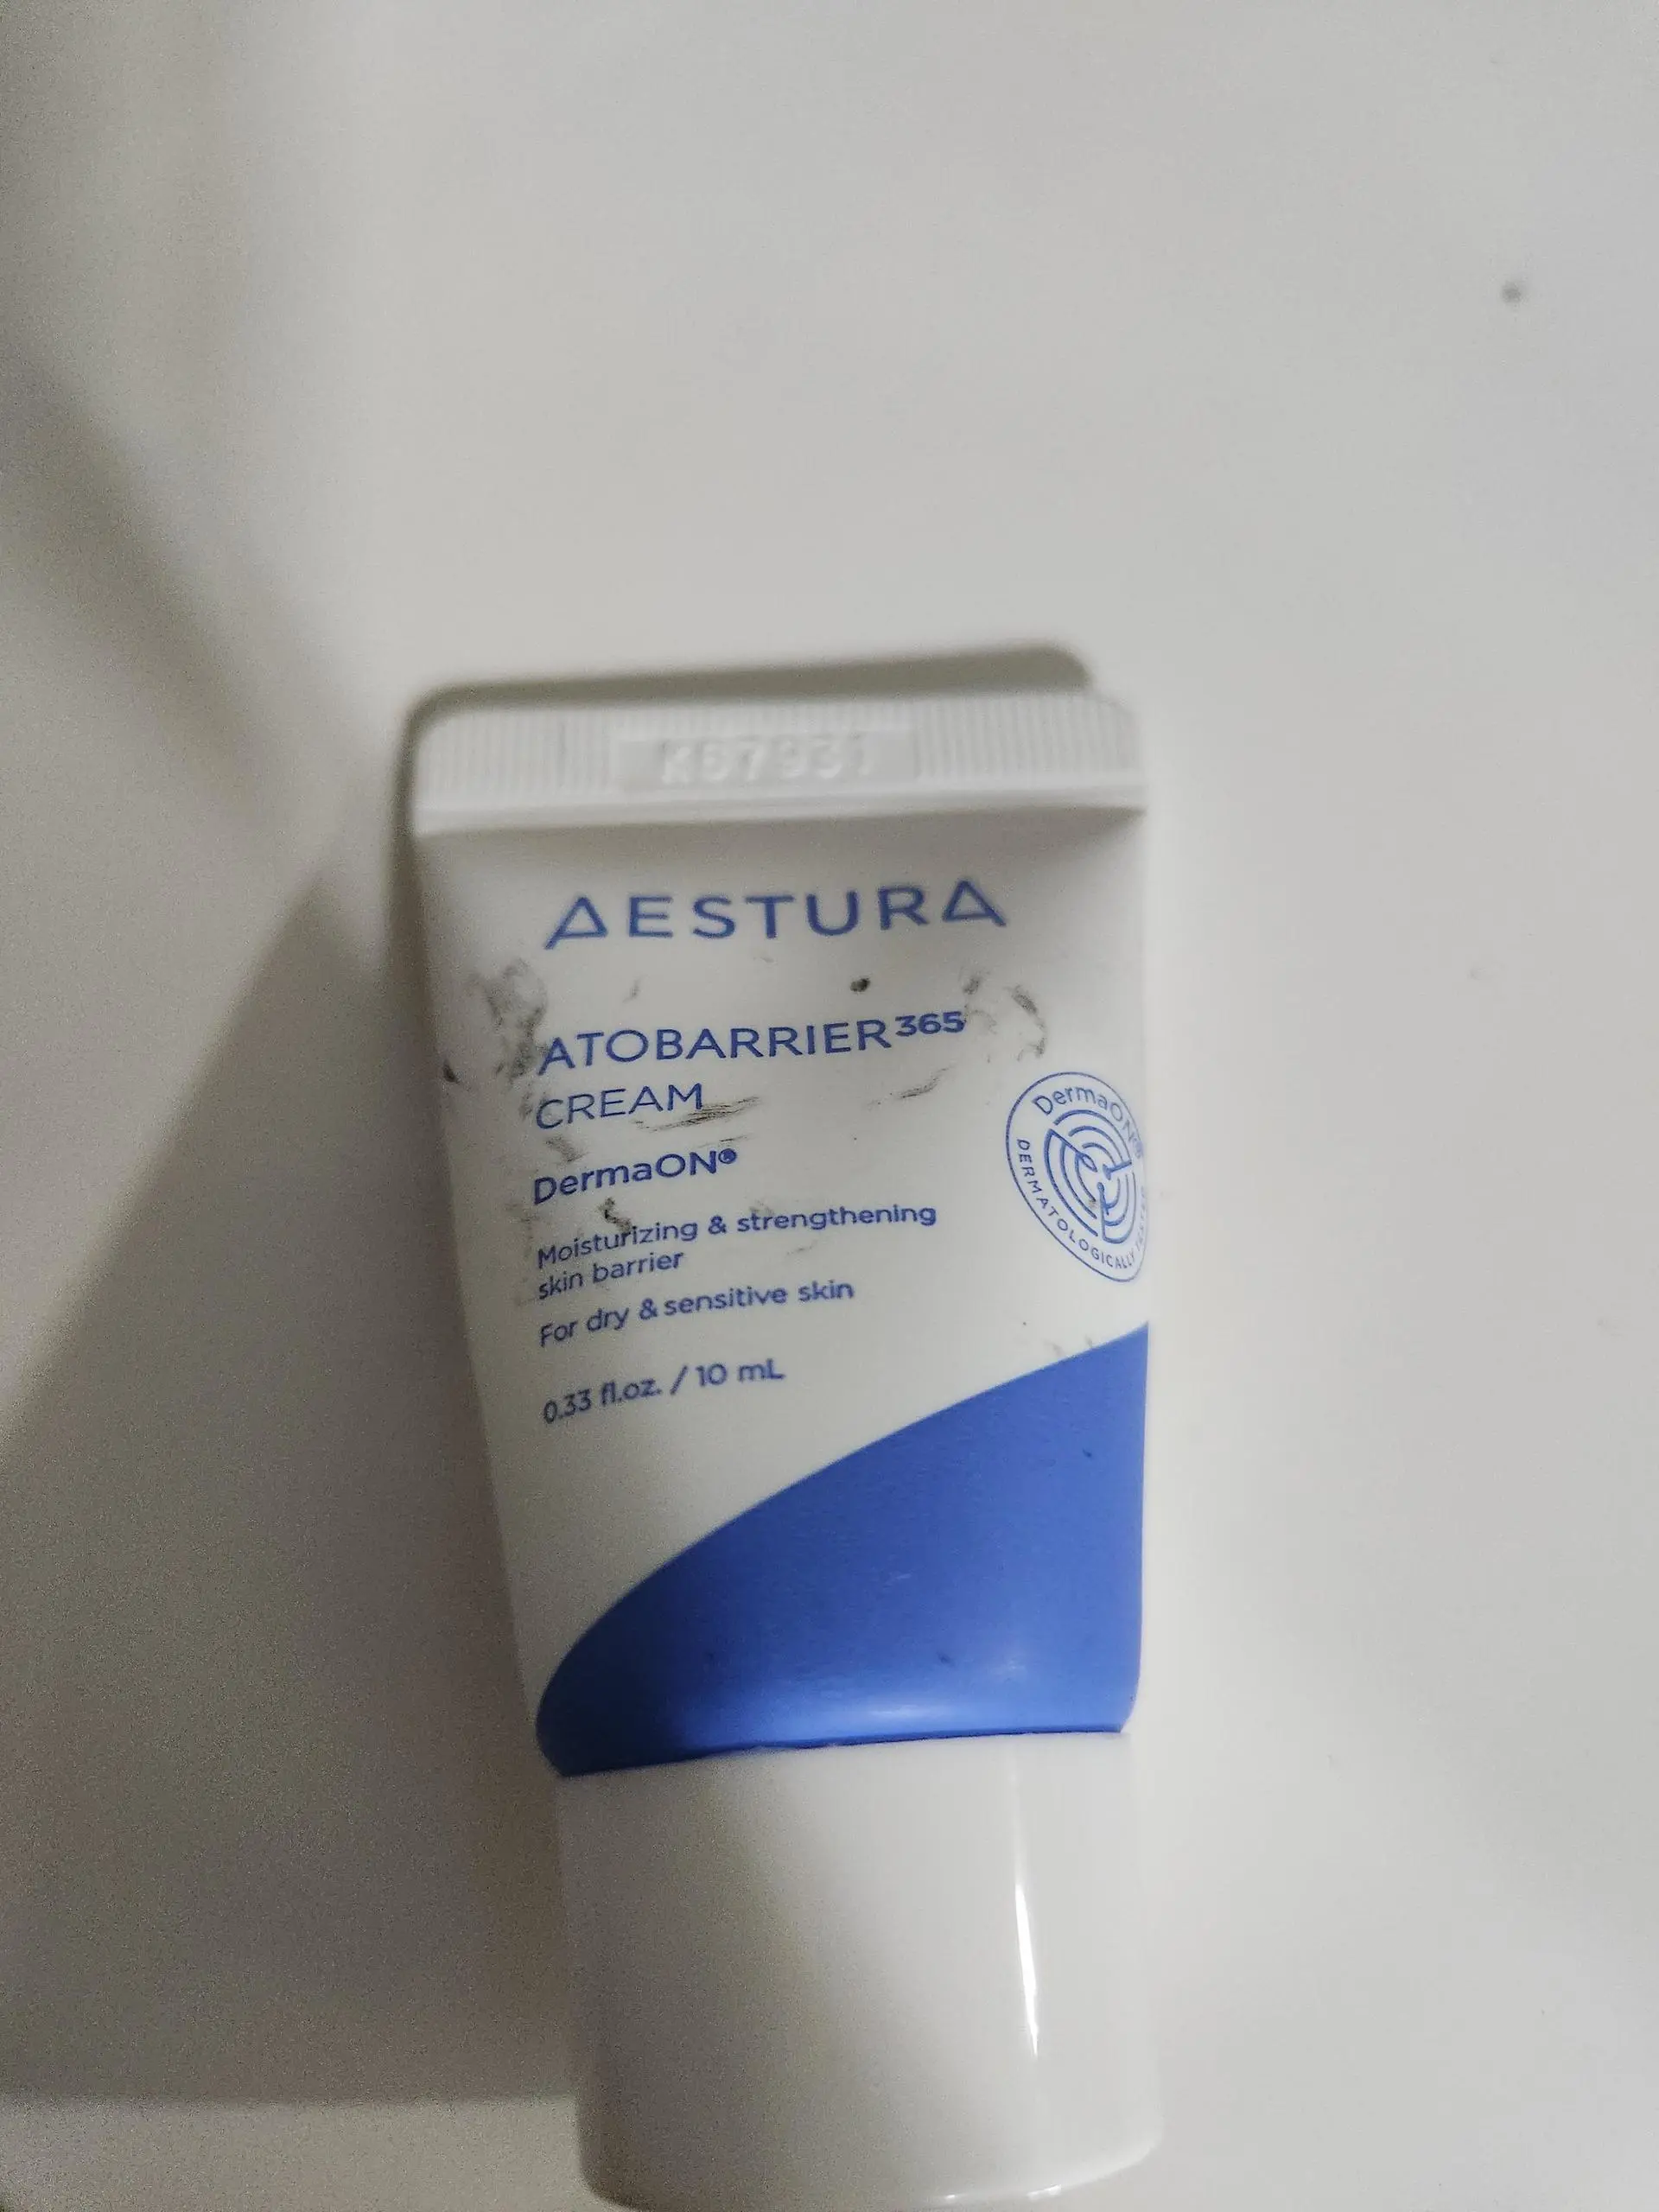 AESTURA
ATOBARRIER³⁶⁵
CREAM
DermaON®
Moisturizing & strengthening
skin barrier
For dry & sensitive skin
0.33 fl.oz. / 10 mL
DermaON®
DERMATOLOGICALLY